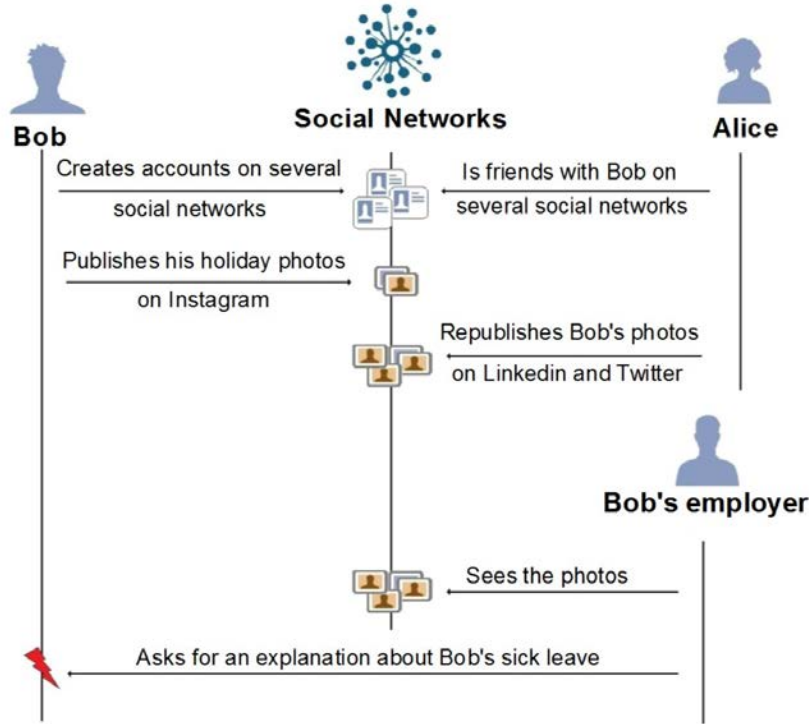 Social Networks
Bob
Alice
Creates accounts on several
social networks
Is friends with Bob on
several social networks
Publishes his holiday photos
on Instagram
Republishes Bob's photos
on Linkedin and Twitter
Bob's employer
Sees the photos
Asks for an explanation about Bob's sick leave